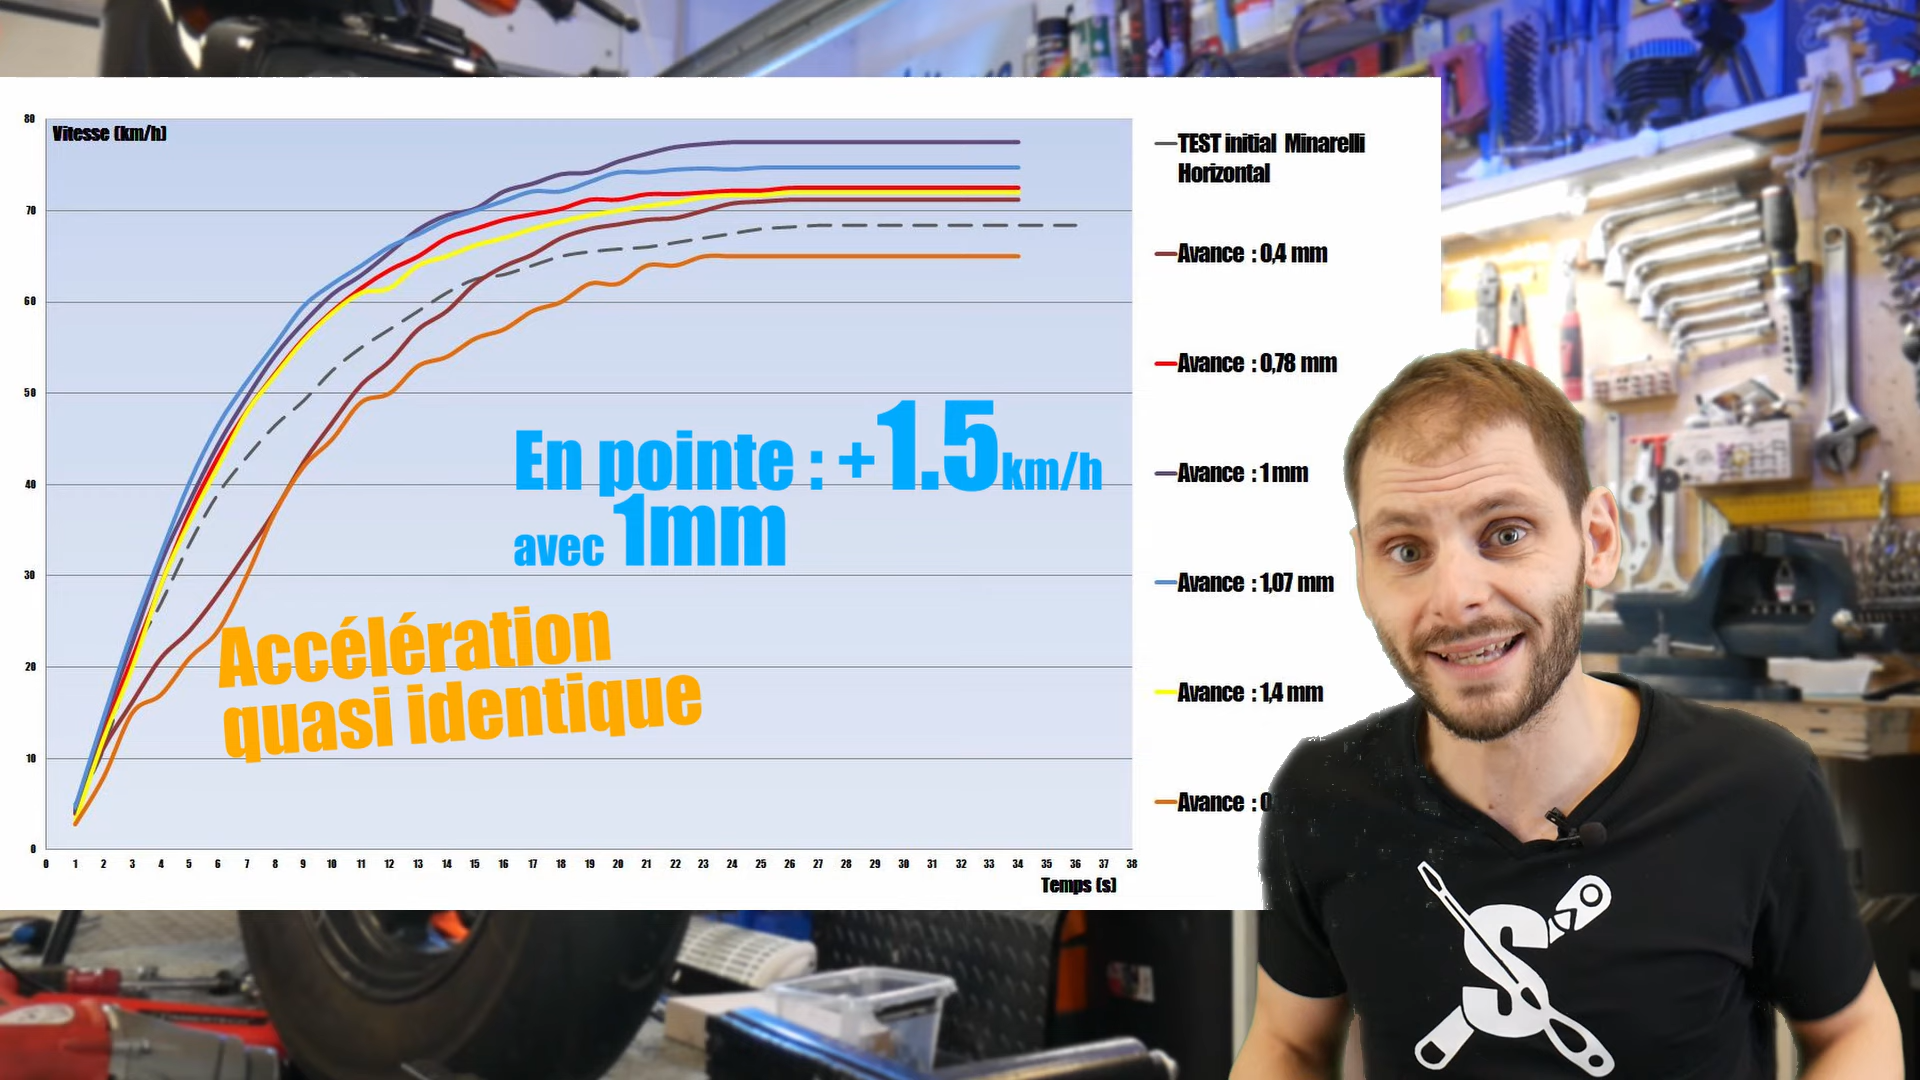 Vitesse (km/h)
80
70
60
50
40
30
20
10
0
0 1 2 3 4 5 6 7 8 9 10 11 12 13 14 15 16 17 18 19 20 21 22 23 24 25 26 27 28 29 30 31 32 33 34 35 36 37 38
Temps (s)
En pointe : +1.5km/h
avec 1mm
Accélération
quasi identique
TEST initial Minarelli
Horizontal
Avance : 0,4 mm
Avance : 0,78 mm
Avance : 1mm
Avance : 1,07 mm
Avance : 1,4 mm
Avance : 0,
S